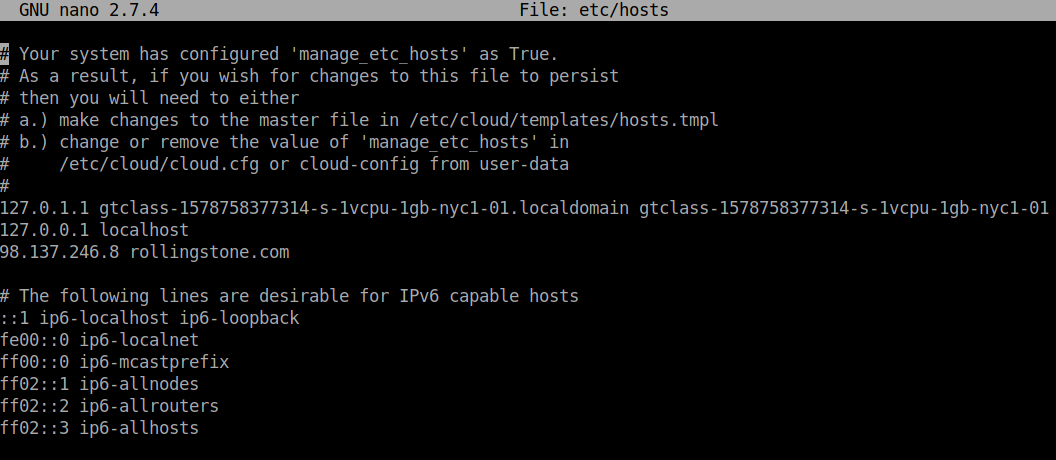 GNU nano 2.7.4 File: etc/hosts
# Your system has configured 'manage_etc_hosts' as True.
# As a result, if you wish for changes to this file to persist
# then you will need to either
# a.) make changes to the master file in /etc/cloud/templates/hosts.tmpl
# b.) change or remove the value of 'manage_etc_hosts' in
#     /etc/cloud/cloud.cfg or cloud-config from user-data
#
127.0.1.1 gtclass-1578758377314-s-1vcpu-1gb-nyc1-01.localdomain gtclass-1578758377314-s-1vcpu-1gb-nyc1-01
127.0.0.1 localhost
98.137.246.8 rollingstone.com
# The following lines are desirable for IPv6 capable hosts
::1 ip6-localhost ip6-loopback
fe00::0 ip6-localnet
ff00::0 ip6-mcastprefix
ff02::1 ip6-allnodes
ff02::2 ip6-allrouters
ff02::3 ip6-allhosts